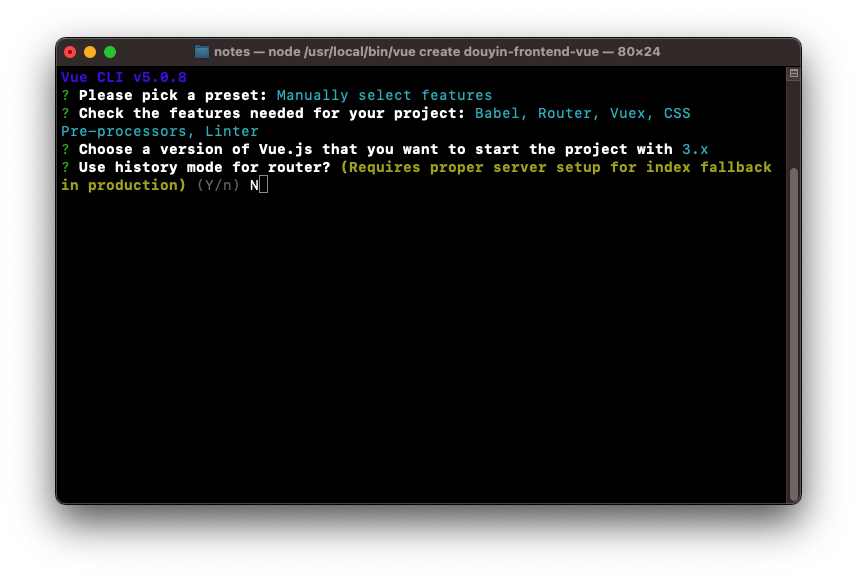 notes — node /usr/local/bin/vue create douyin-frontend-vue — 80×24
Vue CLI v5.0.8
? Please pick a preset: Manually select features
? Check the features needed for your project: Babel, Router, Vuex, CSS
Pre-processors, Linter
? Choose a version of Vue.js that you want to start the project with 3.x
? Use history mode for router? (Requires proper server setup for index fallback
in production) (Y/n) N